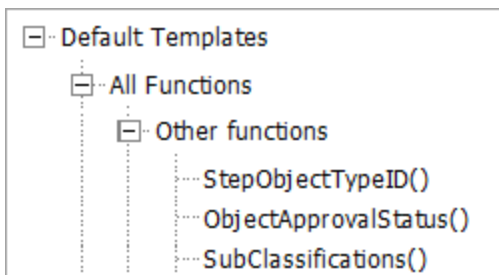 Default Templates
All Functions
Other functions
StepObjectTypeID()
ObjectApprovalStatus()
SubClassifications()